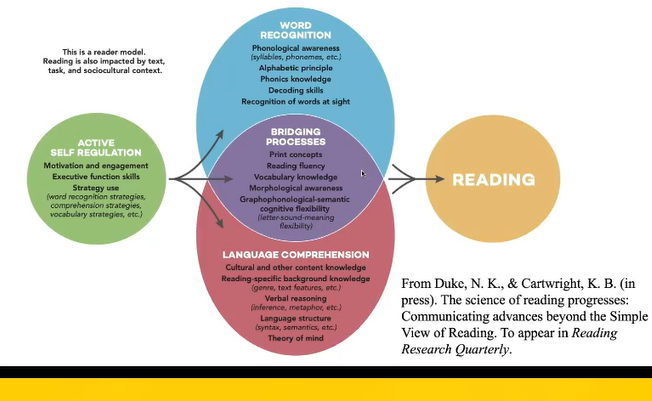 This is a reader model.
Reading is also impacted by text,
task, and sociocultural context.
WORD
RECOGNITION
Phonological awareness
(syllables, phonemes, etc.)
Alphabetic principle
Phonics knowledge
Decoding skills
Recognition of words at sight
ACTIVE
SELF REGULATION
Motivation and engagement
Executive function skills
Strategy use
(word recognition strategies,
comprehension strategies,
vocabulary strategies, etc.)
BRIDGING
PROCESSES
Print concepts
Reading fluency
Vocabulary knowledge
Morphological awareness
Graphophonological-semantic
cognitive flexibility
(letter-sound-meaning
flexibility)
LANGUAGE COMPREHENSION
Cultural and other content knowledge
Reading-specific background knowledge
(genre, text features, etc.)
Verbal reasoning
(inference, metaphor, etc.)
Language structure
(syntax, semantics, etc.)
Theory of mind
READING
From Duke, N. K., & Cartwright, K. B. (in
press). The science of reading progresses:
Communicating advances beyond the Simple
View of Reading. To appear in Reading
Research Quarterly.